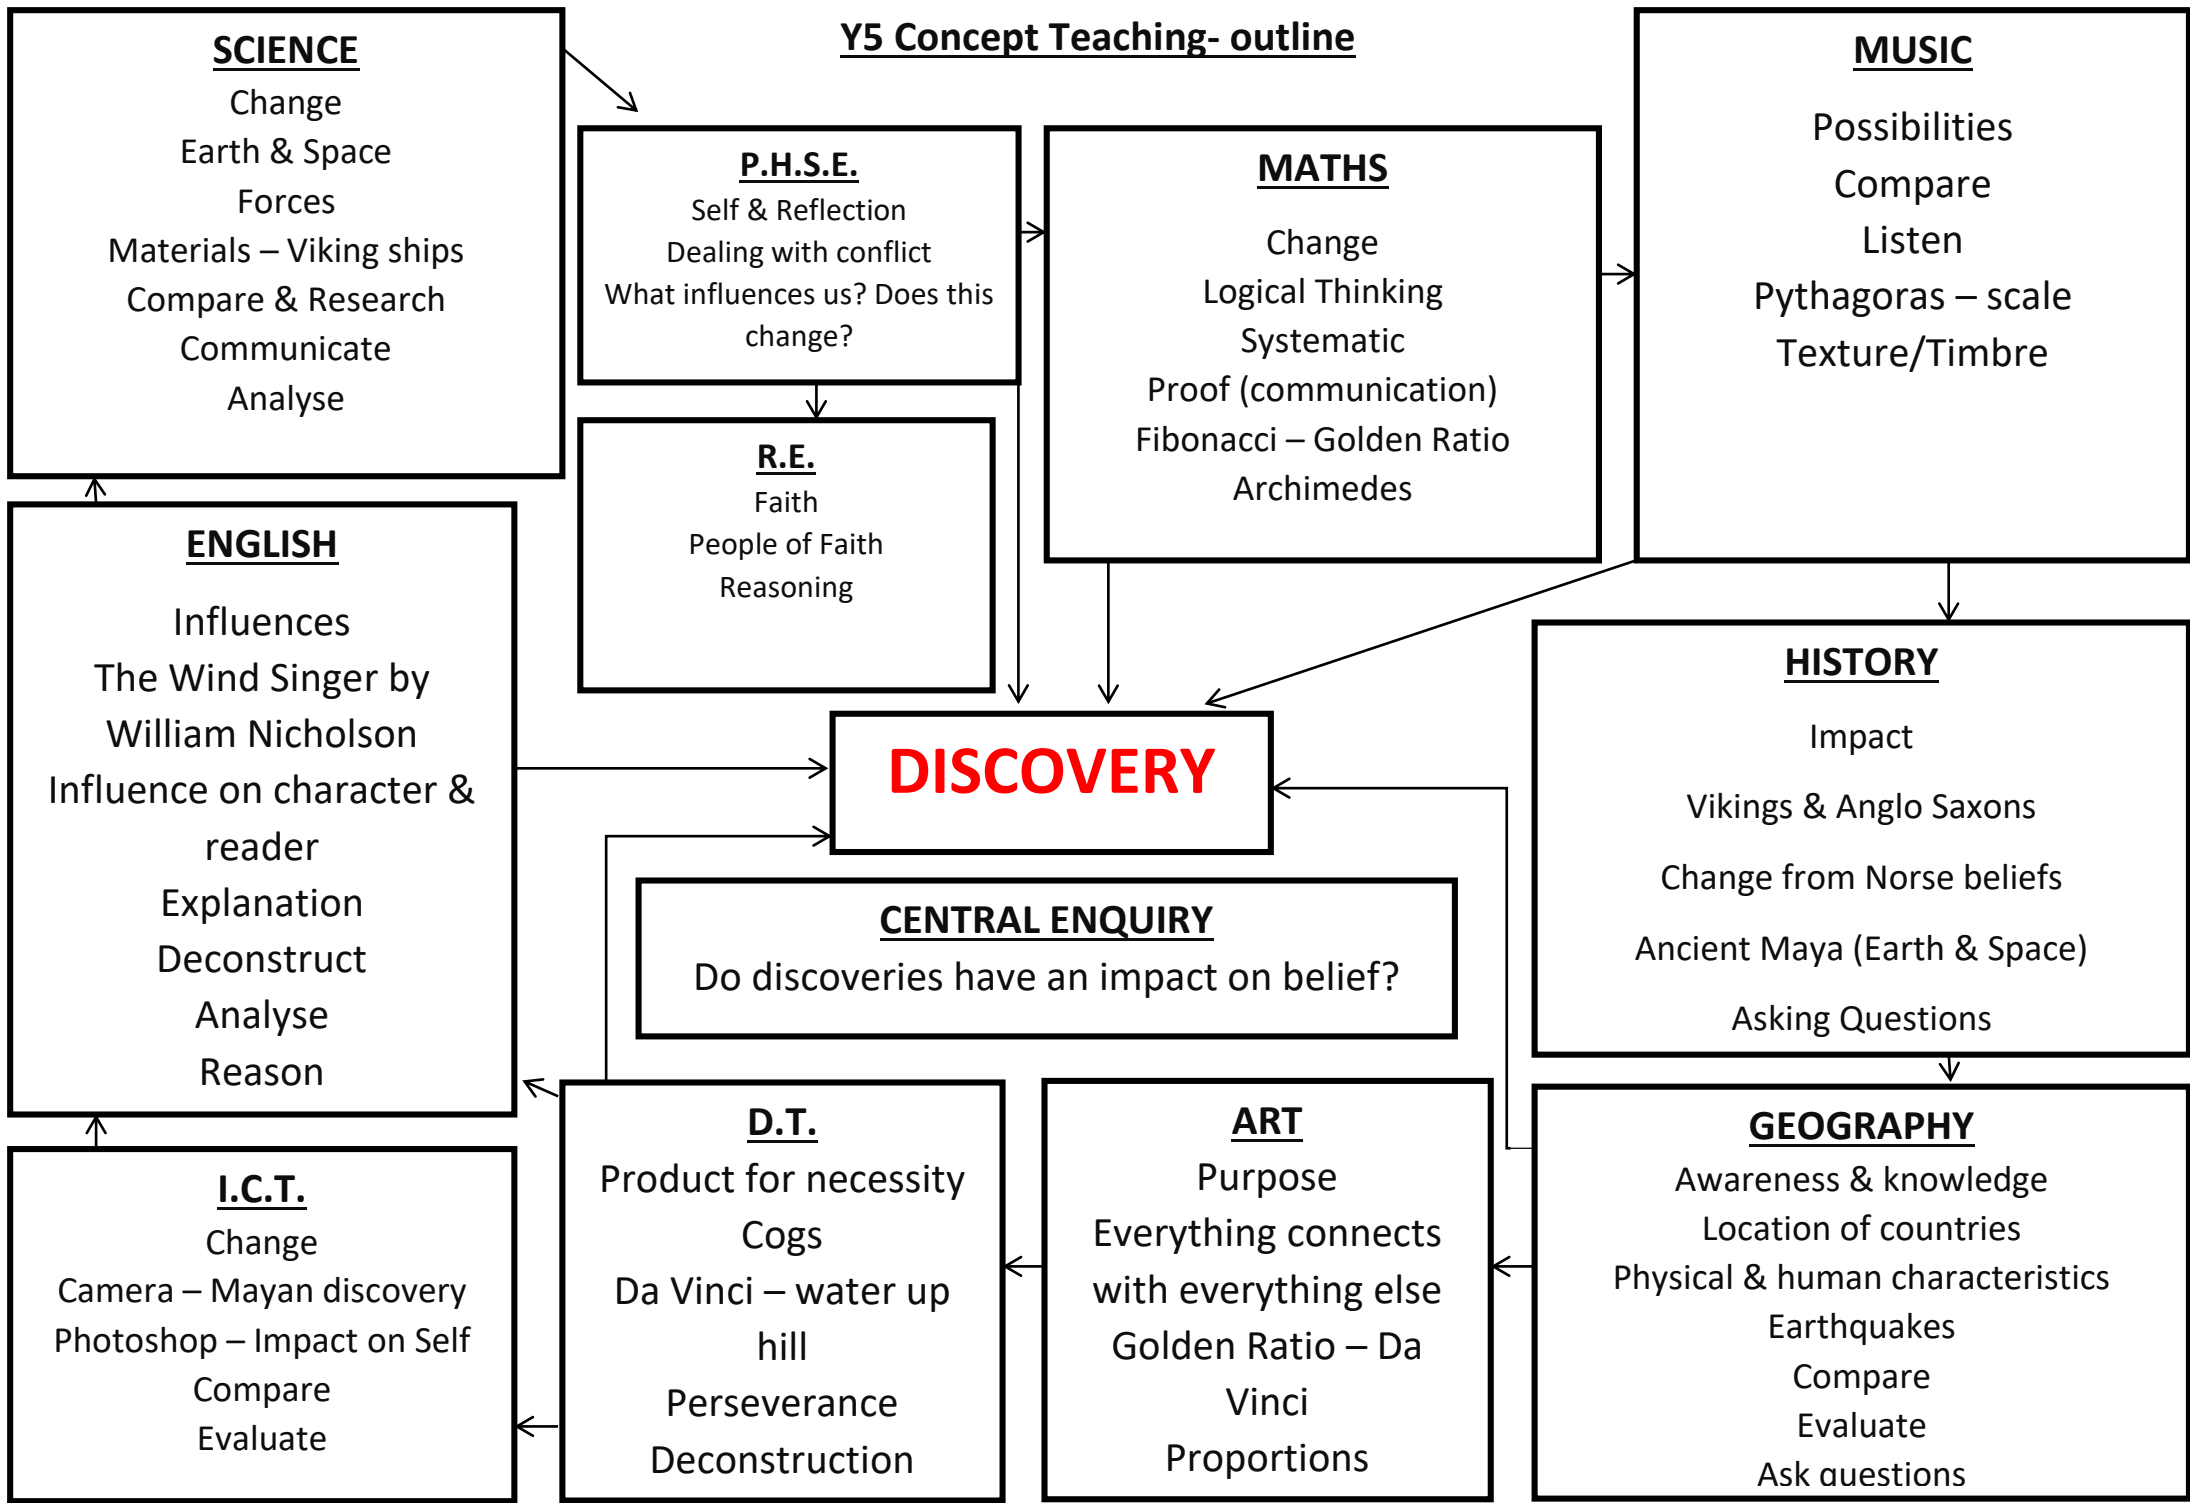 Y5 Concept Teaching- outline
SCIENCE
Change
Earth & Space
Forces
Materials – Viking ships
Compare & Research
Communicate
Analyse
P.H.S.E.
Self & Reflection
Dealing with conflict
What influences us? Does this
change?
MATHS
Change
Logical Thinking
Systematic
Proof (communication)
Fibonacci – Golden Ratio
Archimedes
MUSIC
Possibilities
Compare
Listen
Pythagoras – scale
Texture/Timbre
R.E.
Faith
People of Faith
Reasoning
ENGLISH
Influences
The Wind Singer by
William Nicholson
Influence on character &
reader
Explanation
Deconstruct
Analyse
Reason
DISCOVERY
HISTORY
Impact
Vikings & Anglo Saxons
Change from Norse beliefs
Ancient Maya (Earth & Space)
Asking Questions
CENTRAL ENQUIRY
Do discoveries have an impact on belief?
I.C.T.
Change
Camera – Mayan discovery
Photoshop – Impact on Self
Compare
Evaluate
D.T.
Product for necessity
Cogs
Da Vinci – water up
hill
Perseverance
Deconstruction
ART
Purpose
Everything connects
with everything else
Golden Ratio – Da
Vinci
Proportions
GEOGRAPHY
Awareness & knowledge
Location of countries
Physical & human characteristics
Earthquakes
Compare
Evaluate
Ask questions